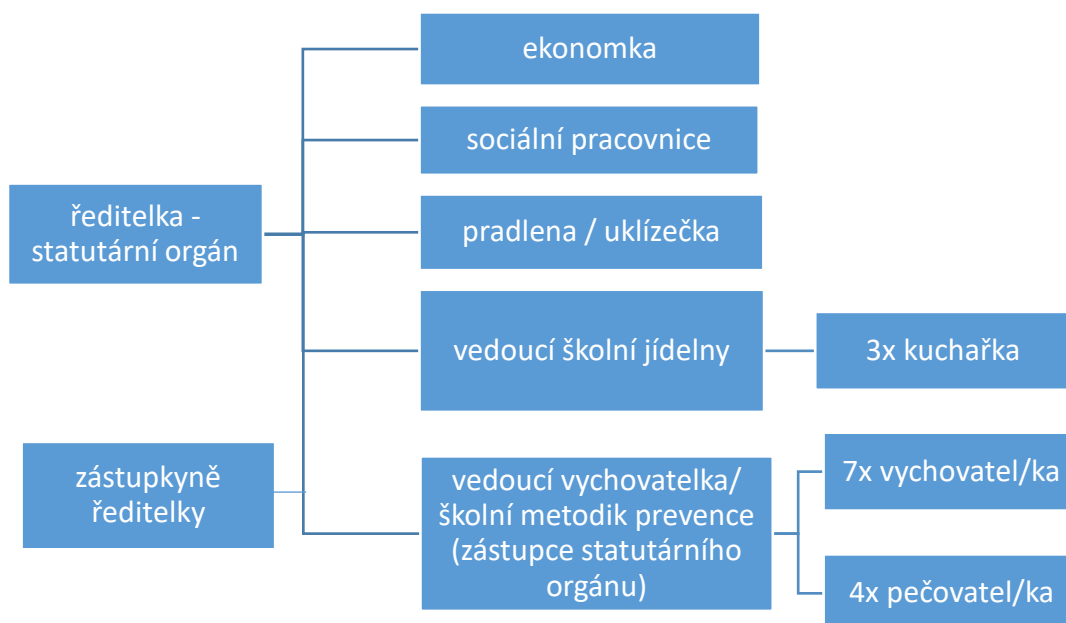 ekonomka
sociální pracovnice
ředitelka -
statutární orgán
pradlena / uklízečka
vedoucí školní jídelny
3x kuchařka
zástupkyně
ředitelky
vedoucí vychovatelka/
školní metodik prevence
(zástupce statutárního
orgánu)
7x vychovatel/ka
4x pečovatel/ka